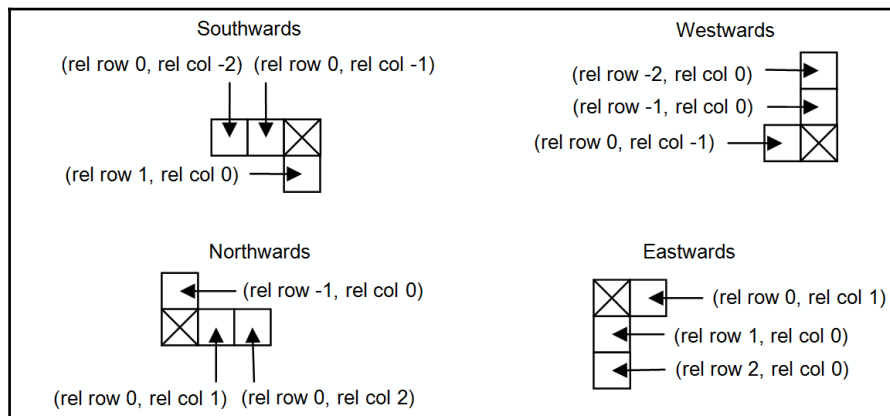 Southwards
(rel row 0, rel col -2) (rel row 0, rel col -1)
(rel row 1, rel col 0)
Westwards
(rel row -2, rel col 0)
(rel row -1, rel col 0)
(rel row 0, rel col -1)
Northwards
(rel row -1, rel col 0)
(rel row 0, rel col 1) (rel row 0, rel col 2)
Eastwards
(rel row 0, rel col 1)
(rel row 1, rel col 0)
(rel row 2, rel col 0)